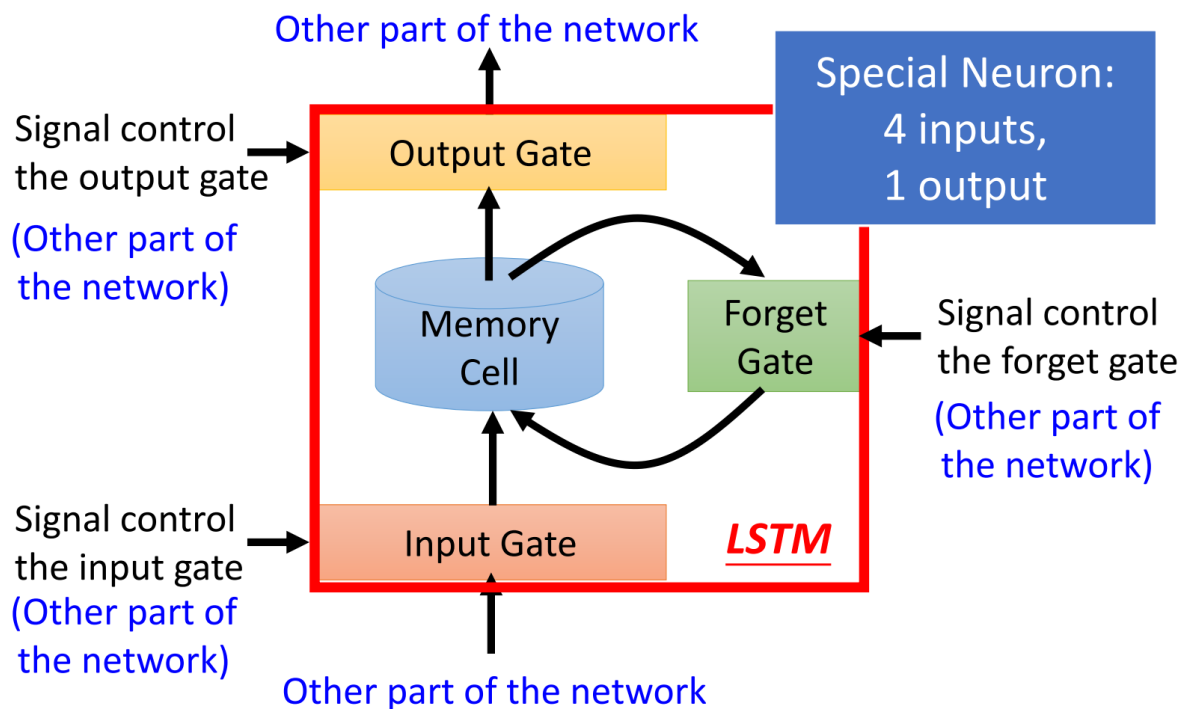 Other part of the network
Special Neuron:
4 inputs,
1 output
Signal control
the output gate
(Other part of
the network)
Output Gate
Memory
Cell
Forget
Gate
Signal control
the forget gate
(Other part of
the network)
Signal control
the input gate
(Other part of
the network)
Input Gate
LSTM
Other part of the network